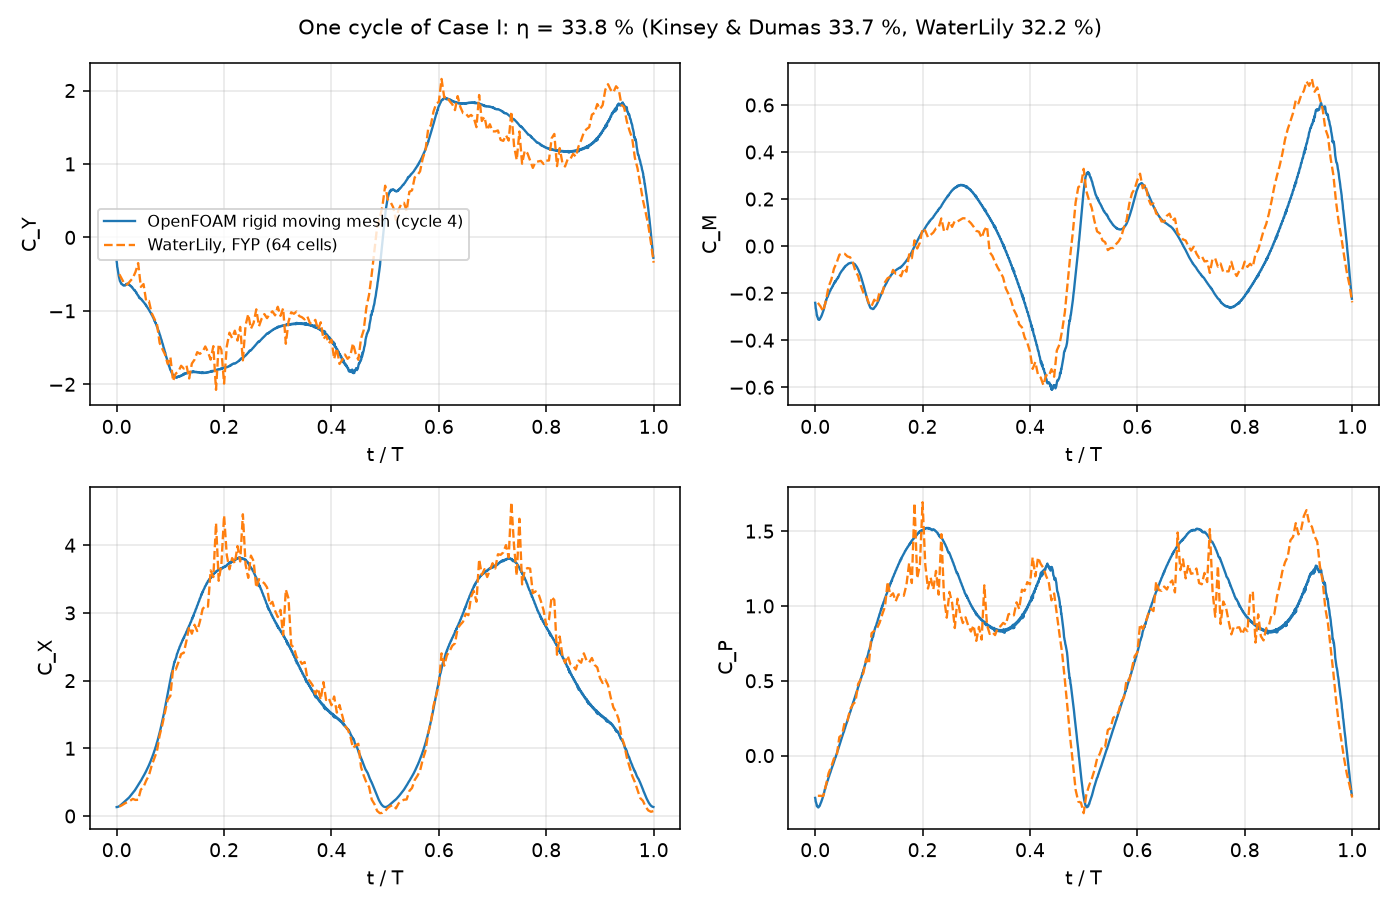 One cycle of Case I: η = 33.8 % (Kinsey & Dumas 33.7 %, WaterLily 32.2 %)
C_Y
2
1
0
−1
−2
OpenFOAM rigid moving mesh (cycle 4)
WaterLily, FYP (64 cells)
0.0 0.2 0.4 0.6 0.8 1.0
t / T
C_M
0.6
0.4
0.2
0.0
−0.2
−0.4
−0.6
0.0 0.2 0.4 0.6 0.8 1.0
t / T
C_X
4
3
2
1
0
0.0 0.2 0.4 0.6 0.8 1.0
t / T
C_P
1.5
1.0
0.5
0.0
0.0 0.2 0.4 0.6 0.8 1.0
t / T